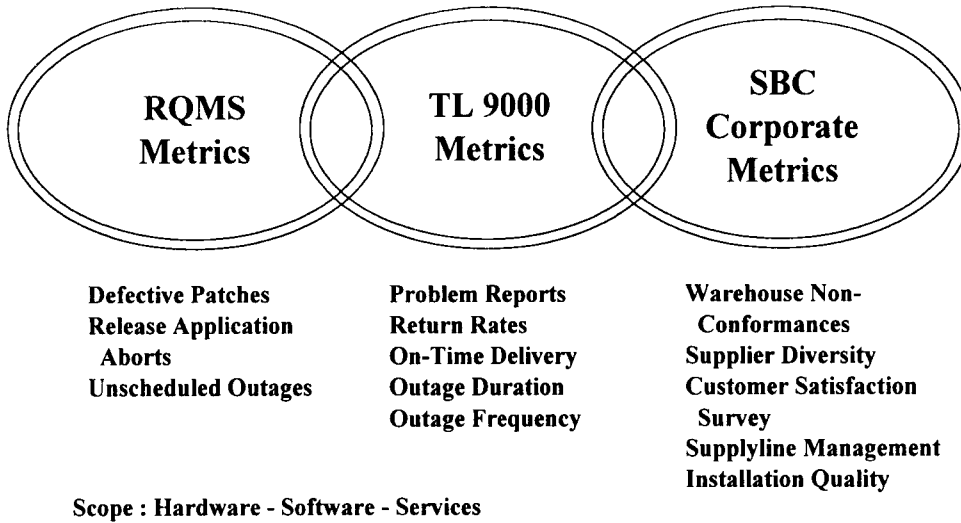 RQMS
Metrics
TL 9000
Metrics
SBC
Corporate
Metrics
Defective Patches
Release Application
Aborts
Unscheduled Outages
Problem Reports
Return Rates
On-Time Delivery
Outage Duration
Outage Frequency
Warehouse Non-
Conformances
Supplier Diversity
Customer Satisfaction
Survey
Supplyline Management
Installation Quality
Scope : Hardware - Software - Services